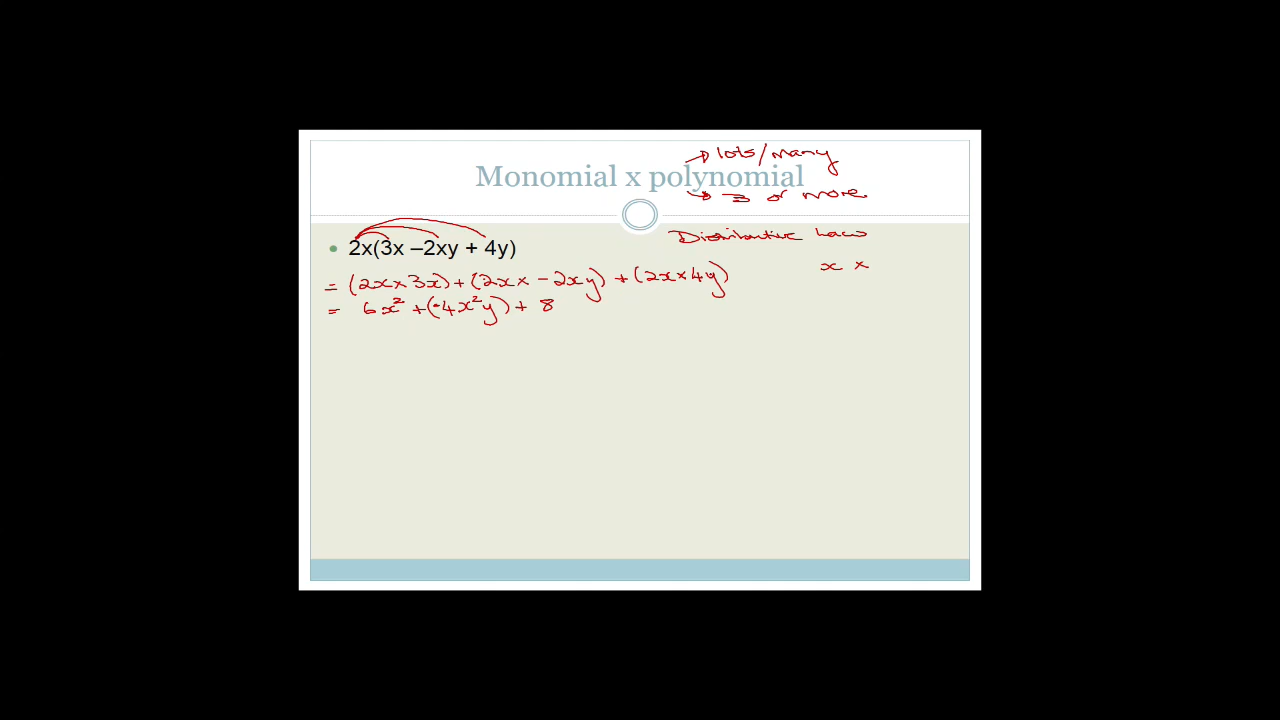 → lots/many
Monomial x polynomial
→ 3 or more
Distributive Law
• 2x(3x –2xy + 4y)
x ×
= (2x × 3x) + (2x × - 2xy) + (2x × 4y)
= 6x² + (-4x²y) + 8